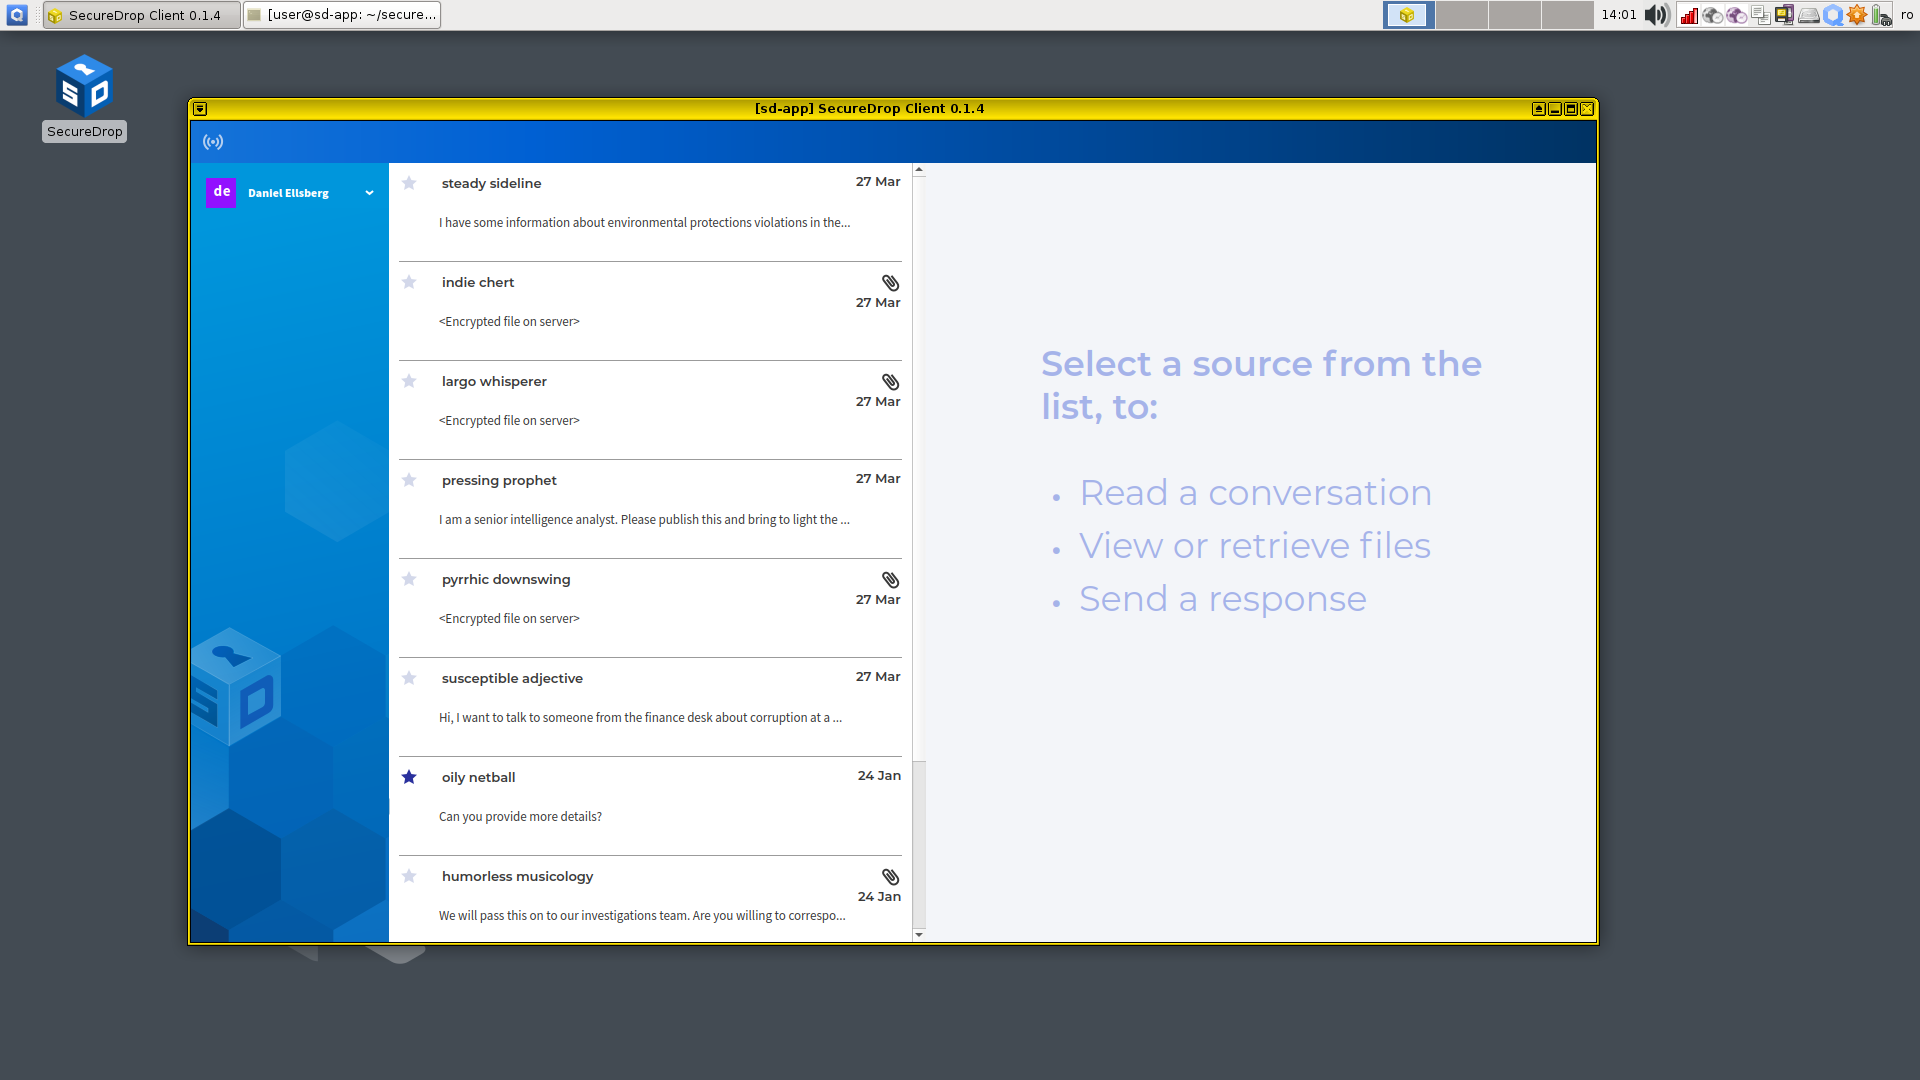 SecureDrop Client 0.1.4
[user@sd-app: ~/secure...
14:01
ro
SD
SecureDrop
[sd-app] SecureDrop Client 0.1.4
de
Daniel Ellsberg
steady sideline
27 Mar
I have some information about environmental protections violations in the...
indie chert
27 Mar
<Encrypted file on server>
largo whisperer
27 Mar
<Encrypted file on server>
pressing prophet
27 Mar
I am a senior intelligence analyst. Please publish this and bring to light the ...
pyrrhic downswing
27 Mar
<Encrypted file on server>
susceptible adjective
27 Mar
Hi, I want to talk to someone from the finance desk about corruption at a ...
oily netball
24 Jan
Can you provide more details?
humorless musicology
24 Jan
We will pass this on to our investigations team. Are you willing to correspo...
SD
Select a source from the
list, to:
• Read a conversation
• View or retrieve files
• Send a response